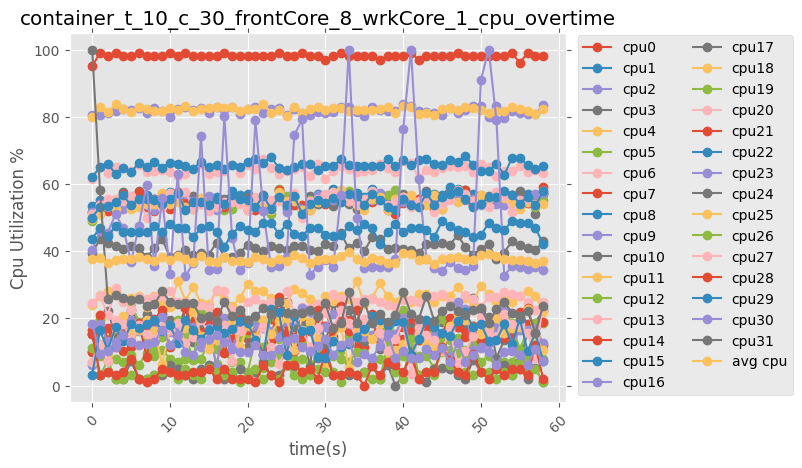 container_t_10_c_30_frontCore_8_wrkCore_1_cpu_overtime
Cpu Utilization %
100
80
60
40
20
0
0
10
20
30
40
50
60
time(s)
cpu0
cpu1
cpu2
cpu3
cpu4
cpu5
cpu6
cpu7
cpu8
cpu9
cpu10
cpu11
cpu12
cpu13
cpu14
cpu15
cpu16
cpu17
cpu18
cpu19
cpu20
cpu21
cpu22
cpu23
cpu24
cpu25
cpu26
cpu27
cpu28
cpu29
cpu30
cpu31
avg cpu